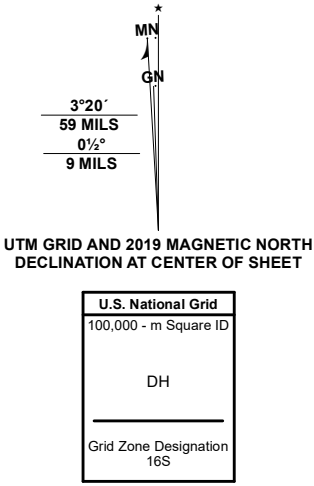 MN
GN
3°20´
59 MILS
0½°
9 MILS
UTM GRID AND 2019 MAGNETIC NORTH
DECLINATION AT CENTER OF SHEET
U.S. National Grid
100,000 - m Square ID
DH
Grid Zone Designation
16S